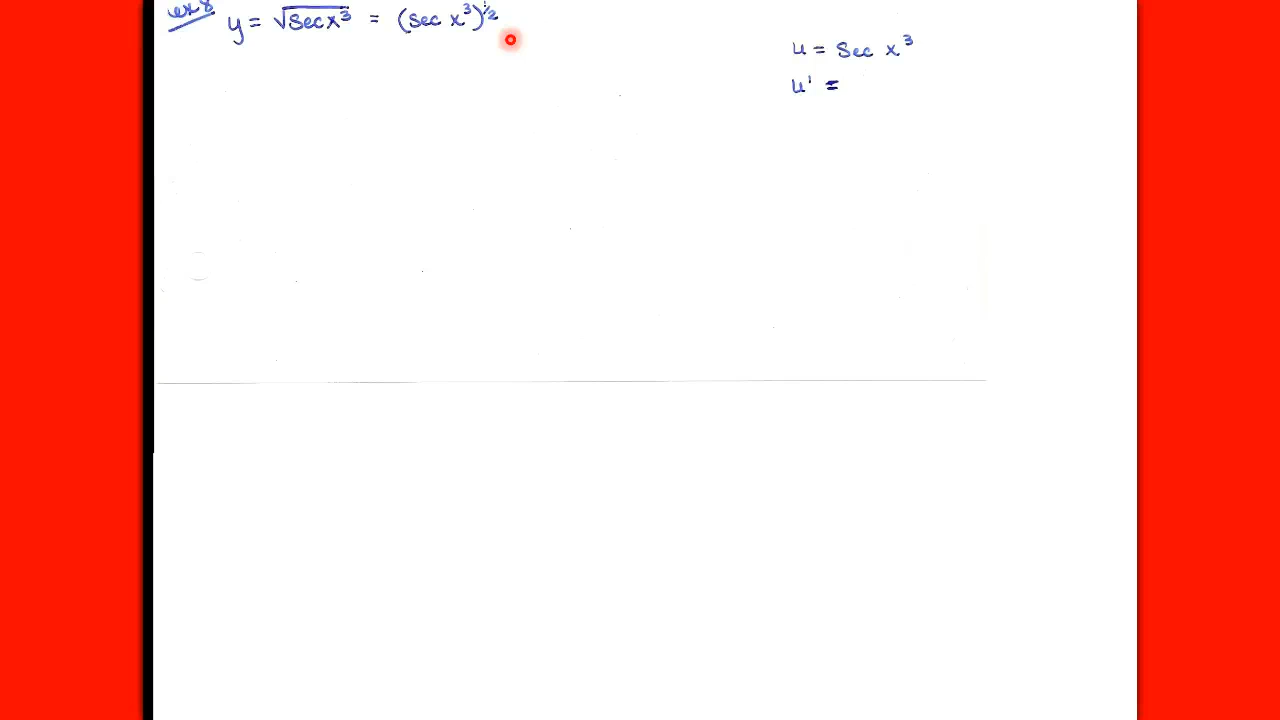 ex 8 y = √sec x³ = (sec x³)^½
u = sec x³
u' =